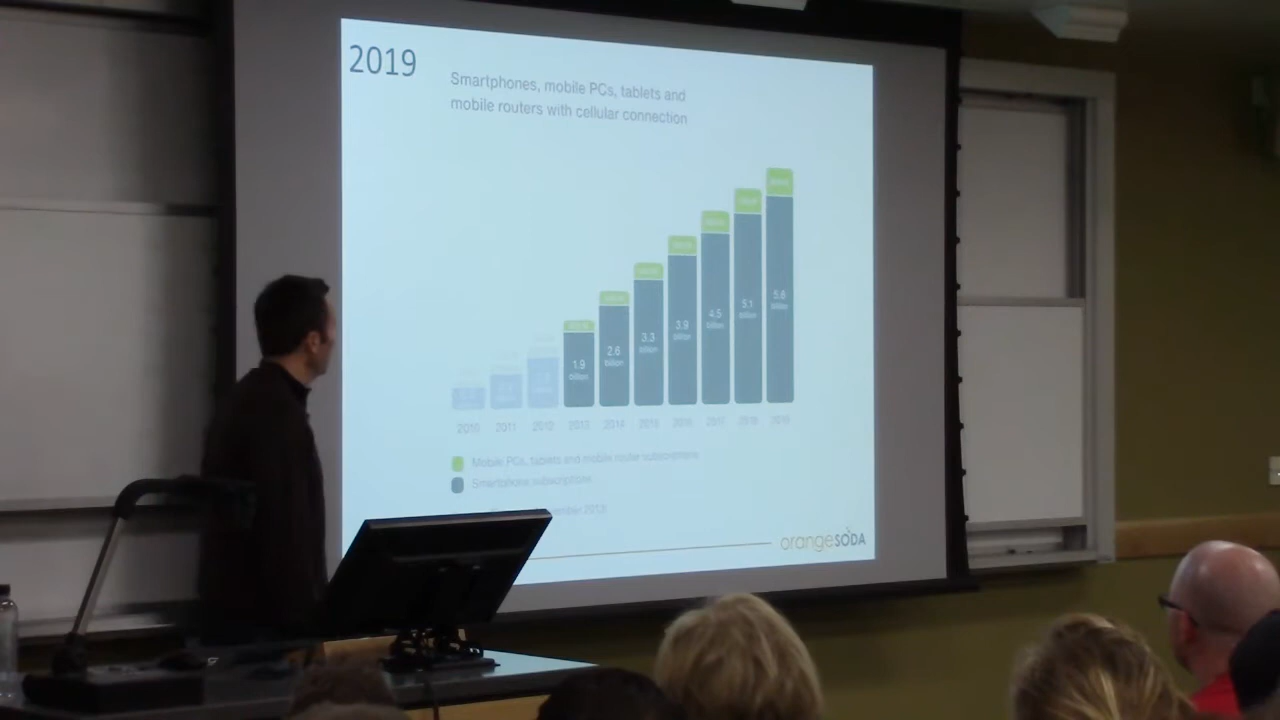 2019
Smartphones, mobile PCs, tablets and
mobile routers with cellular connection
1.9
billion
2.6
billion
3.3
billion
3.9
billion
4.5
billion
5.1
billion
5.6
billion
2010 2011 2012 2013 2014 2015 2016 2017 2018 2019
Mobile PCs, tablets and mobile router subscriptions
Smartphone subscriptions
2013
orangeSODA